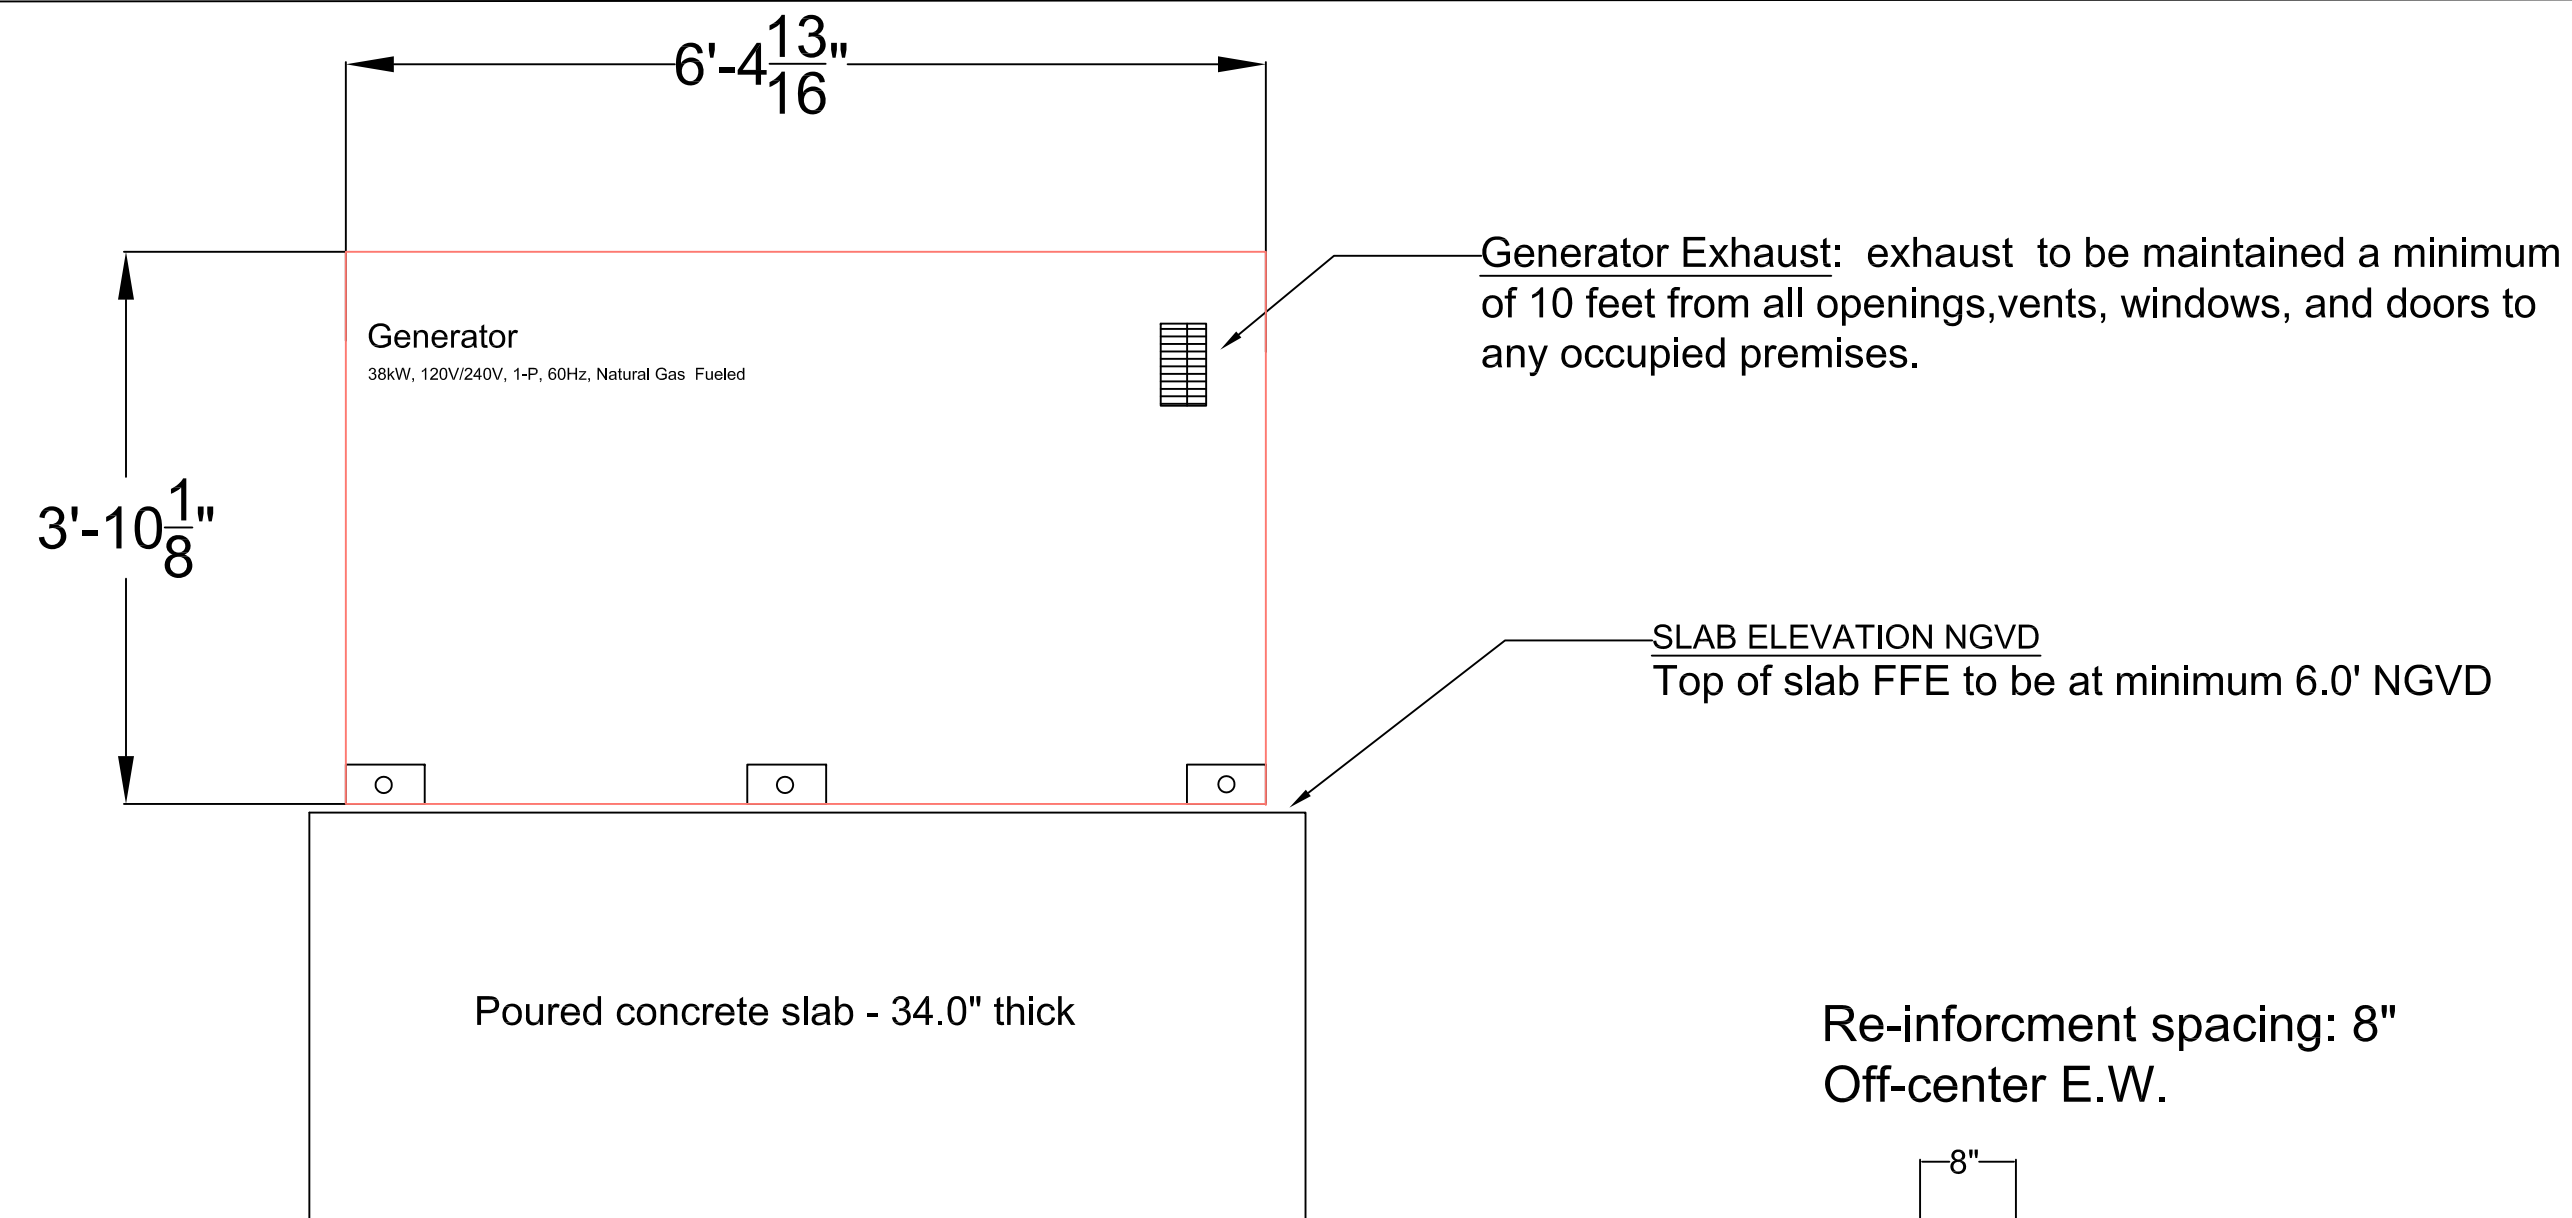 6'-4 13/16"
Generator Exhaust: exhaust to be maintained a minimum
of 10 feet from all openings,vents, windows, and doors to
any occupied premises.
Generator
38kW, 120V/240V, 1-P, 60Hz, Natural Gas Fueled
3'-10 1/8"
SLAB ELEVATION NGVD
Top of slab FFE to be at minimum 6.0' NGVD
Poured concrete slab - 34.0" thick
Re-inforcment spacing: 8"
Off-center E.W.
8"